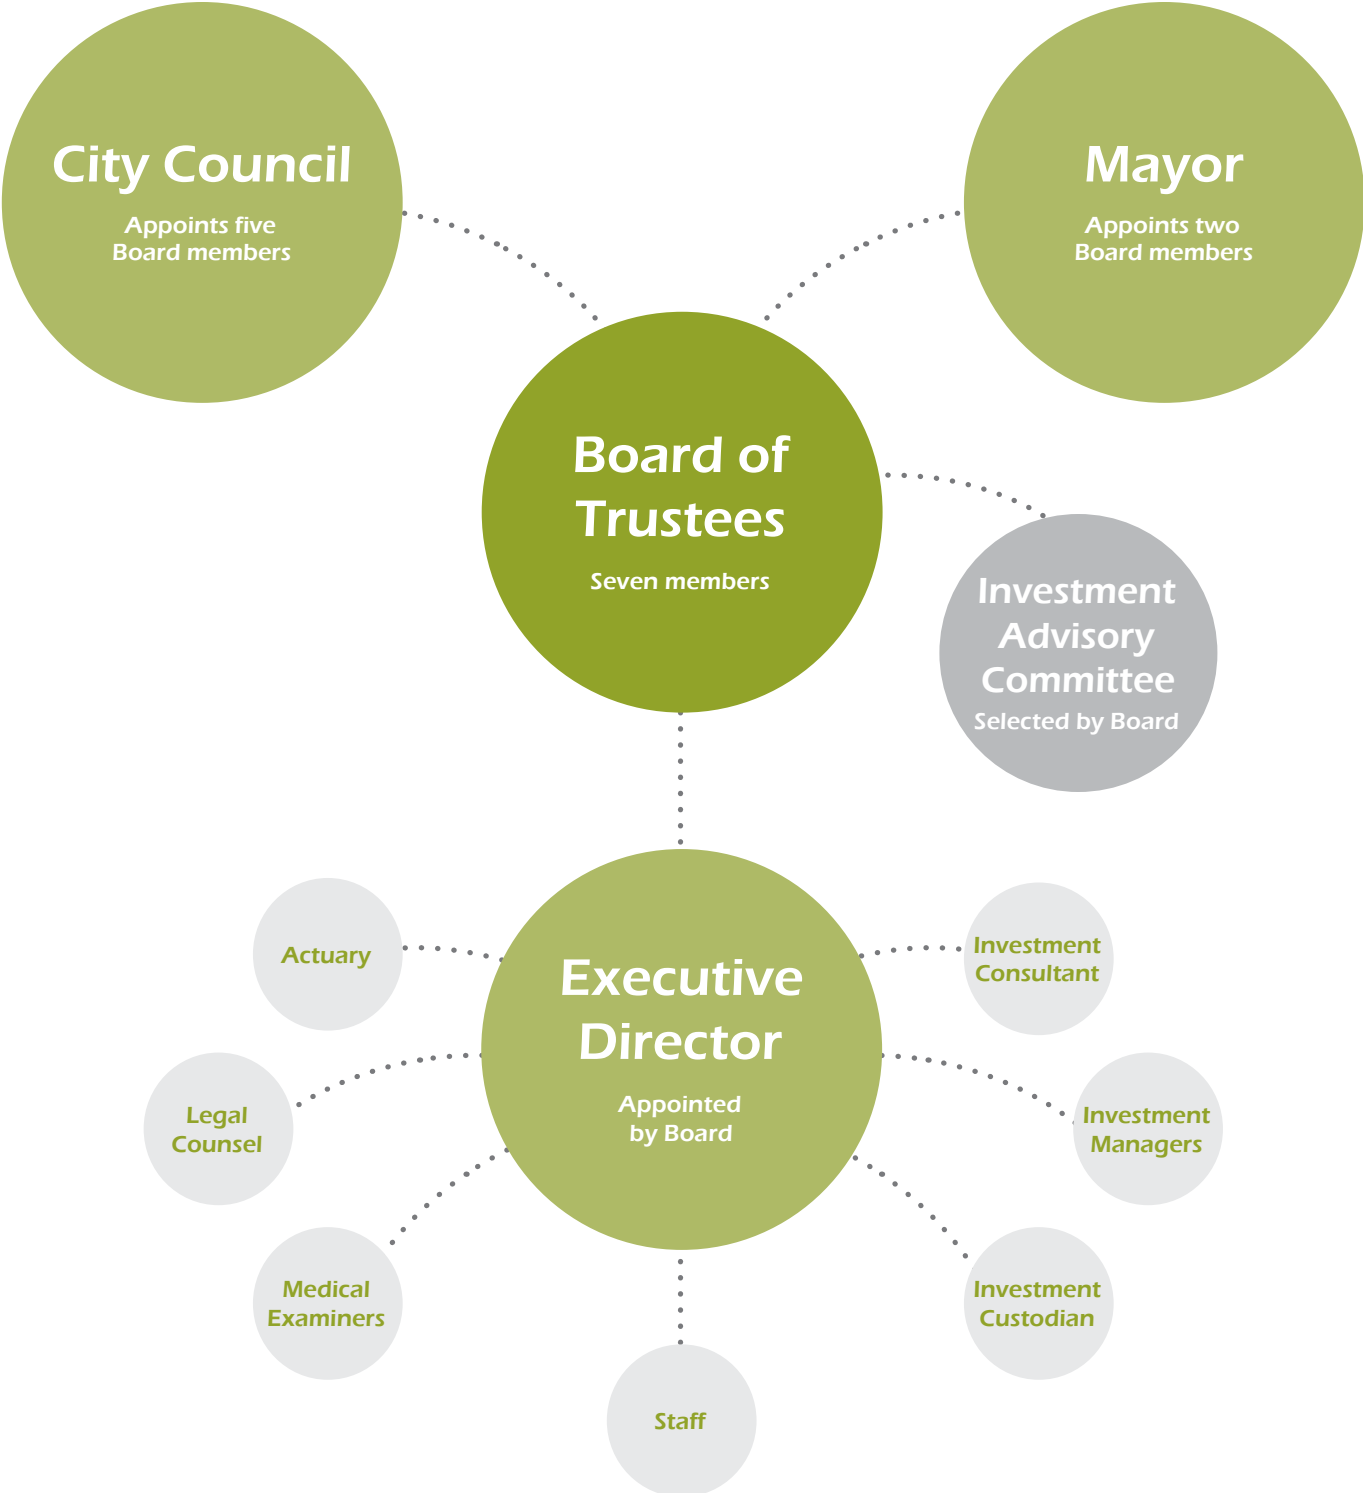 City Council
Appoints five
Board members
Mayor
Appoints two
Board members
Board of
Trustees
Seven members
Investment
Advisory
Committee
Selected by Board
Executive
Director
Appointed
by Board
Actuary
Investment
Consultant
Legal
Counsel
Investment
Managers
Medical
Examiners
Investment
Custodian
Staff